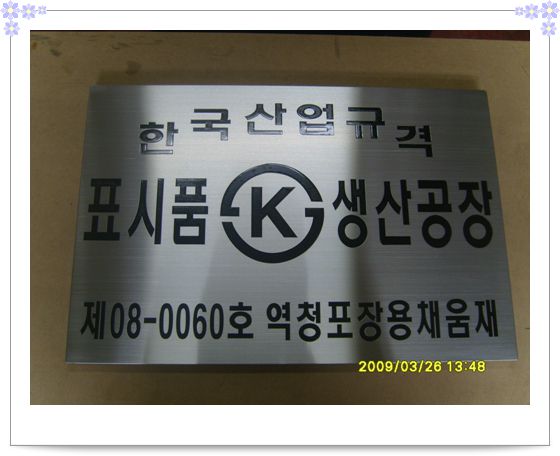 한국산업규격
표시품 K 생산공장
제08-0060호 역청포장용채움재
2009/03/26 13:48